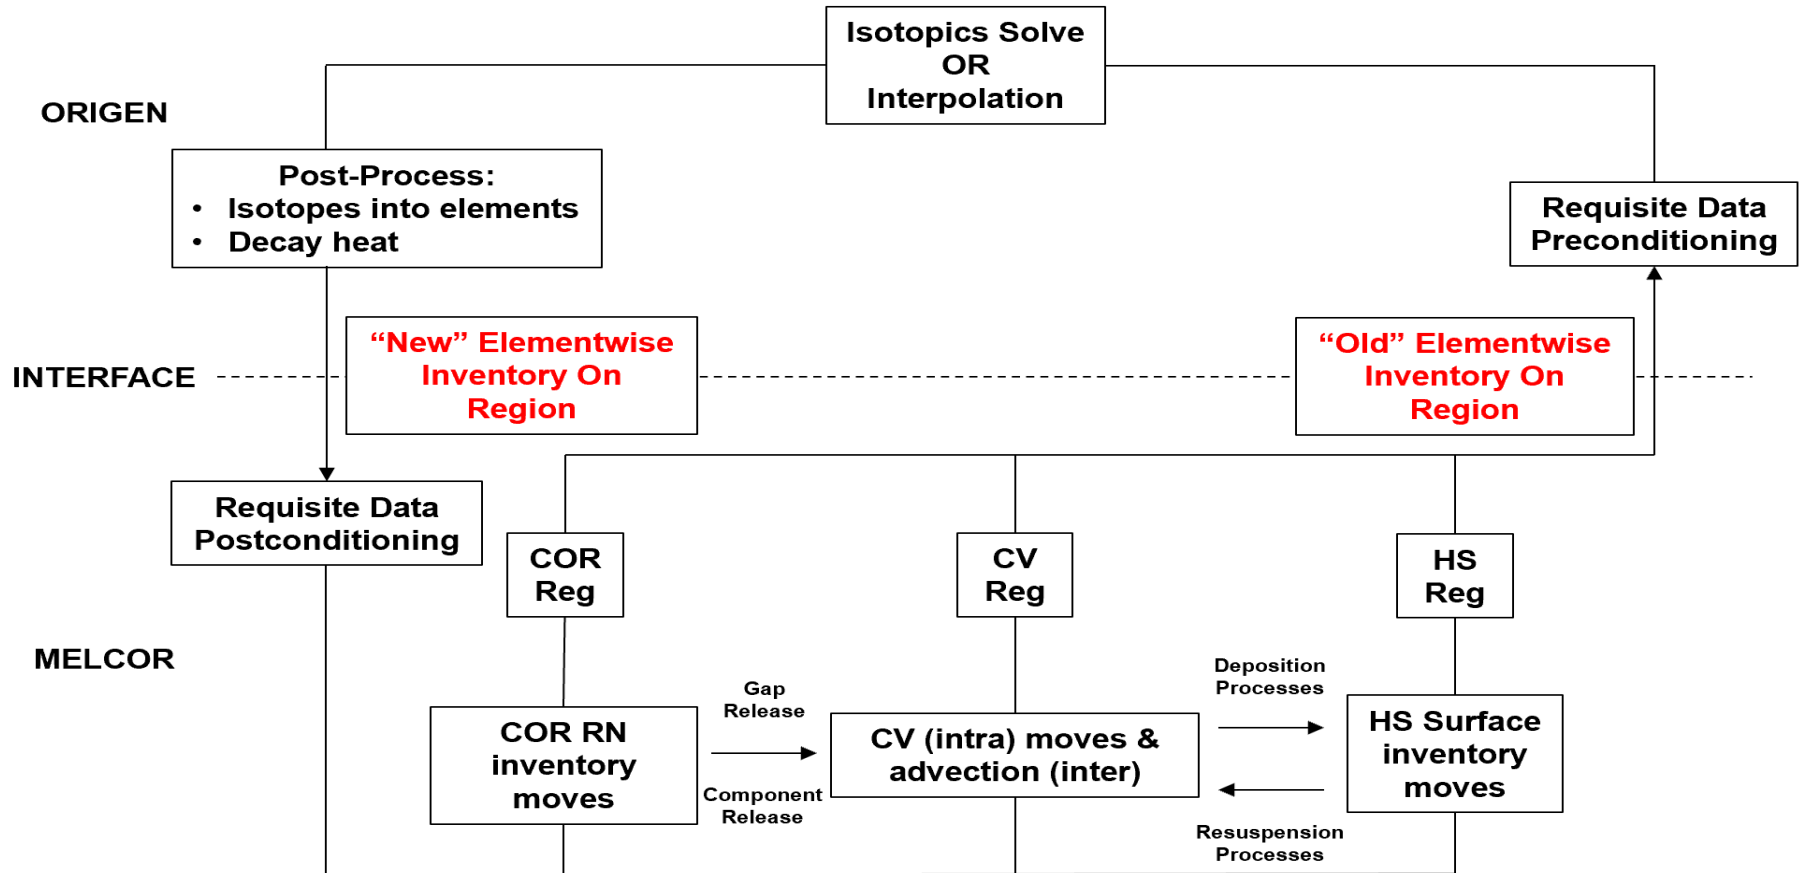 Isotopics Solve
OR
Interpolation
ORIGEN
Post-Process:
• Isotopes into elements
• Decay heat
Requisite Data
Preconditioning
INTERFACE
“New” Elementwise
Inventory On
Region
“Old” Elementwise
Inventory On
Region
Requisite Data
Postconditioning
COR
Reg
CV
Reg
HS
Reg
MELCOR
COR RN
inventory
moves
Gap
Release
Component
Release
CV (intra) moves &
advection (inter)
Deposition
Processes
Resuspension
Processes
HS Surface
inventory
moves